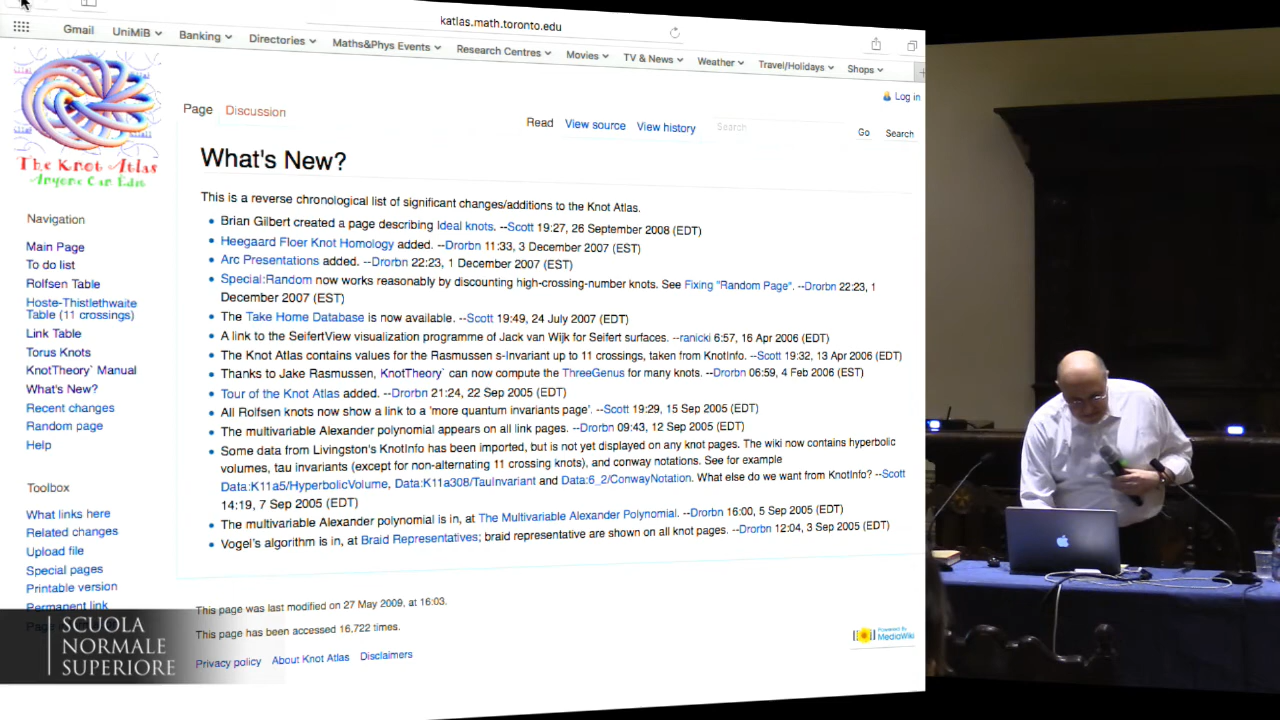 katlas.math.toronto.edu
Gmail UniMiB Banking Directories Maths&Phys Events Research Centres Movies TV & News Weather Travel/Holidays Shops
Log in
Page Discussion Read View source View history Search Go Search
The Knot Atlas
Anyone Can Edit
What's New?
This is a reverse chronological list of significant changes/additions to the Knot Atlas.
• Brian Gilbert created a page describing Ideal knots. --Scott 19:27, 26 September 2008 (EDT)
• Heegaard Floer Knot Homology added. --Drorbn 11:33, 3 December 2007 (EST)
• Arc Presentations added. --Drorbn 22:23, 1 December 2007 (EST)
• Special:Random now works reasonably by discounting high-crossing-number knots. See Fixing "Random Page". --Drorbn 22:23, 1
December 2007 (EST)
• The Take Home Database is now available. --Scott 19:49, 24 July 2007 (EDT)
• A link to the SeifertView visualization programme of Jack van Wijk for Seifert surfaces. --ranicki 6:57, 16 Apr 2006 (EDT)
• The Knot Atlas contains values for the Rasmussen s-Invariant up to 11 crossings, taken from KnotInfo. --Scott 19:32, 13 Apr 2006 (EDT)
• Thanks to Jake Rasmussen, KnotTheory` can now compute the ThreeGenus for many knots. --Drorbn 06:59, 4 Feb 2006 (EST)
• Tour of the Knot Atlas added. --Drorbn 21:24, 22 Sep 2005 (EDT)
• All Rolfsen knots now show a link to a 'more quantum invariants page'. --Scott 19:29, 15 Sep 2005 (EDT)
• The multivariable Alexander polynomial appears on all link pages. --Drorbn 09:43, 12 Sep 2005 (EDT)
• Some data from Livingston's KnotInfo has been imported, but is not yet displayed on any knot pages. The wiki now contains hyperbolic
volumes, tau invariants (except for non-alternating 11 crossing knots), and conway notations. See for example
Data:K11a5/HyperbolicVolume, Data:K11a308/TauInvariant and Data:6_2/ConwayNotation. What else do we want from KnotInfo? --Scott
14:19, 7 Sep 2005 (EDT)
• The multivariable Alexander polynomial is in, at The Multivariable Alexander Polynomial. --Drorbn 16:00, 5 Sep 2005 (EDT)
• Vogel's algorithm is in, at Braid Representatives; braid representative are shown on all knot pages. --Drorbn 12:04, 3 Sep 2005 (EDT)
Navigation
Main Page
To do list
Rolfsen Table
Hoste-Thistlethwaite
Table (11 crossings)
Link Table
Torus Knots
KnotTheory` Manual
What's New?
Recent changes
Random page
Help
Toolbox
What links here
Related changes
Upload file
Special pages
Printable version
Permanent link
This page was last modified on 27 May 2009, at 16:03.
This page has been accessed 16,722 times.
Privacy policy About Knot Atlas Disclaimers
Powered By
MediaWiki
SCUOLA
NORMALE
SUPERIORE